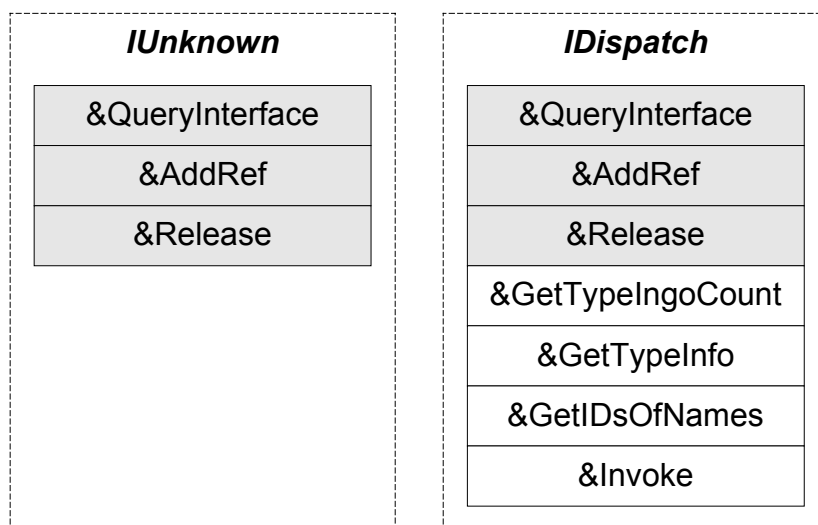 IUnknown
&QueryInterface
&AddRef
&Release
IDispatch
&QueryInterface
&AddRef
&Release
&GetTypeIngoCount
&GetTypeInfo
&GetIDsOfNames
&Invoke